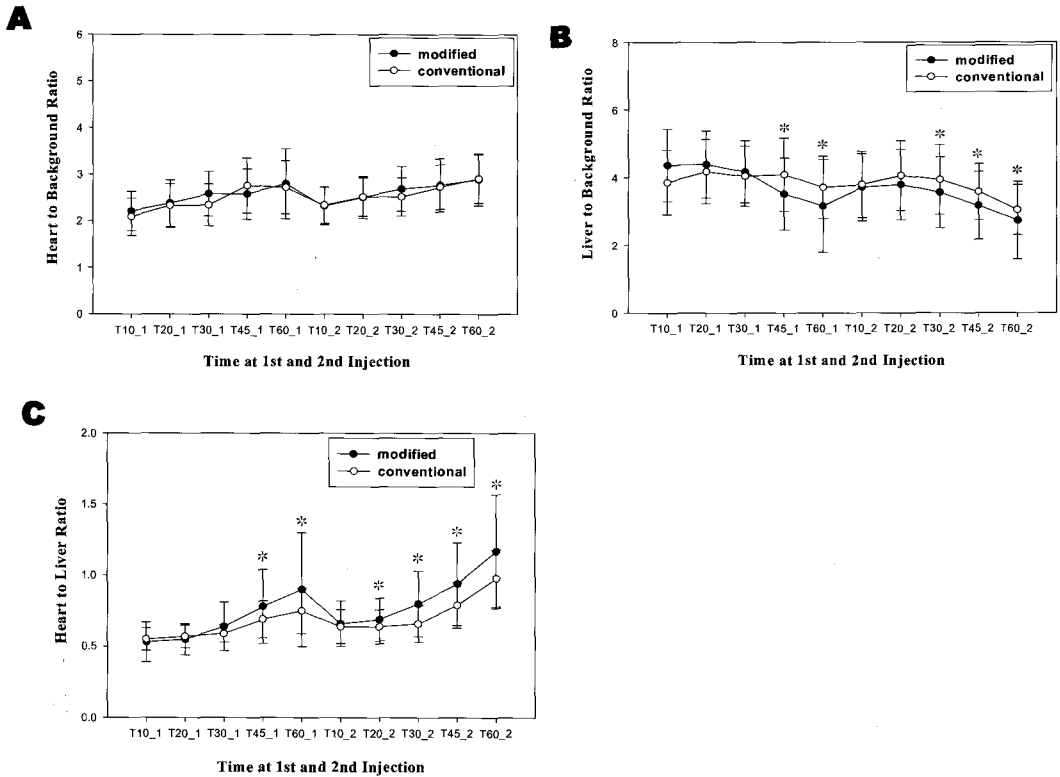 A
6
5
4
3
2
1
0
Heart to Background Ratio
modified
conventional
T10_1 T20_1 T30_1 T45_1 T60_1 T10_2 T20_2 T30_2 T45_2 T60_2
Time at 1st and 2nd Injection
B
8
6
4
2
0
Liver to Background Ratio
modified
conventional
* * * * *
T10_1 T20_1 T30_1 T45_1 T60_1 T10_2 T20_2 T30_2 T45_2 T60_2
Time at 1st and 2nd Injection
C
2.0
1.5
1.0
0.5
0.0
Heart to Liver Ratio
modified
conventional
* * * * * *
T10_1 T20_1 T30_1 T45_1 T60_1 T10_2 T20_2 T30_2 T45_2 T60_2
Time at 1st and 2nd Injection